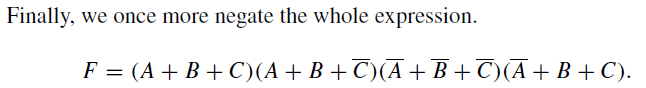 Finally, we once more negate the whole expression.
F = (A + B + C)(A + B + C̅)(A̅ + B̅ + C̅)(A̅ + B + C).